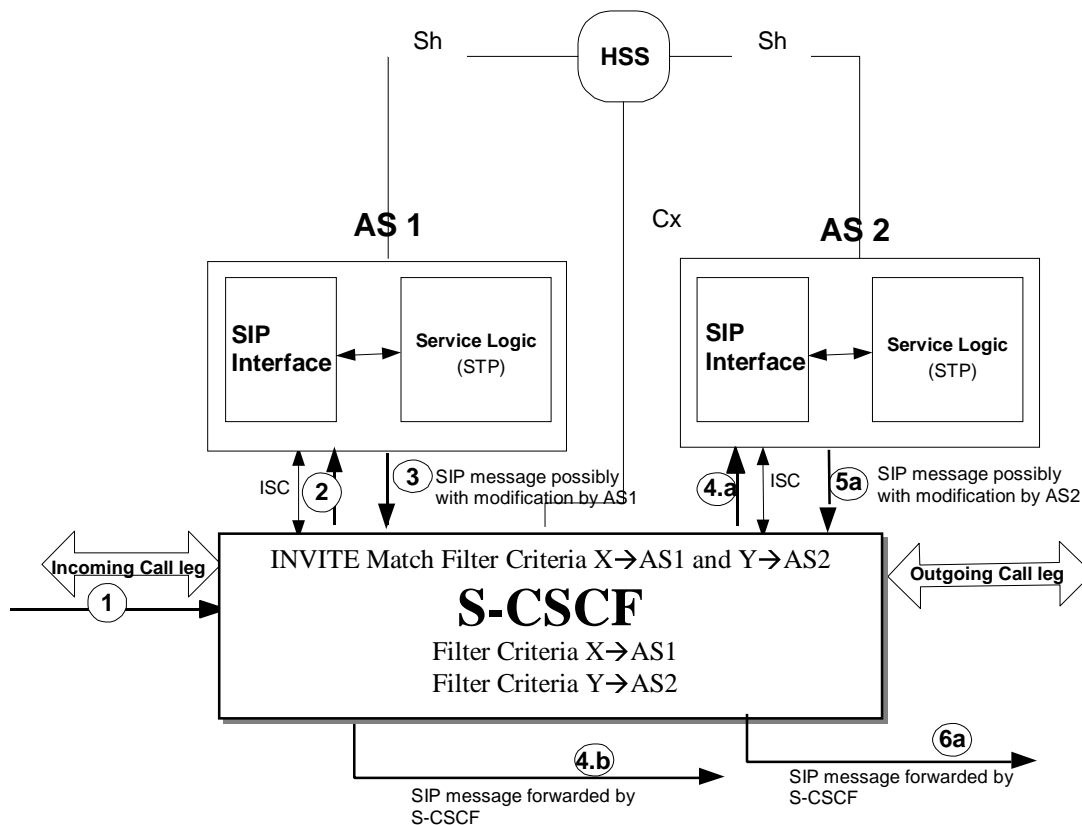 Sh
HSS
Sh
AS 1
Cx
AS 2
SIP
Interface
Service Logic
(STP)
SIP
Interface
Service Logic
(STP)
ISC
2
3
SIP message possibly
with modification by AS1
4.a
ISC
5a
SIP message possibly
with modification by AS2
Incoming Call leg
1
INVITE Match Filter Criteria X→AS1 and Y→AS2
S-CSCF
Filter Criteria X→AS1
Filter Criteria Y→AS2
Outgoing Call leg
4.b
SIP message forwarded by
S-CSCF
6a
SIP message forwarded by
S-CSCF